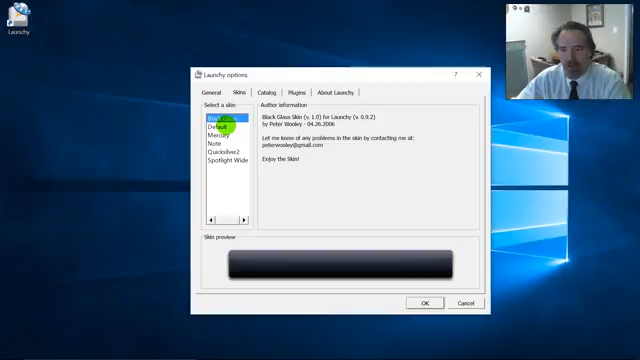 Launchy
Launchy options
?
General
Skins
Catalog
Plugins
About Launchy
Select a skin
Default
Mercury
Note
Quicksilver2
Spotlight Wide
Author information
Black Glass Skin (v. 1.0) for Launchy (v. 0.9.2)
by Peter Wooley - 04.26.2006
Let me know of any problems in the skin by contacting me at:
peterwooley@gmail.com
Enjoy the Skin!
Skin preview
OK
Cancel